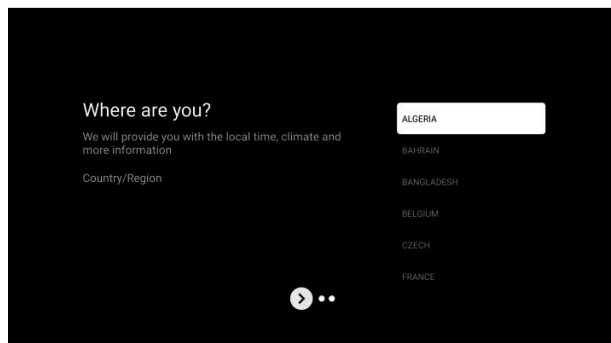 Where are you?
We will provide you with the local time, climate and
more information
Country/Region
ALGERIA
BAHRAIN
BANGLADESH
BELGIUM
CZECH
FRANCE